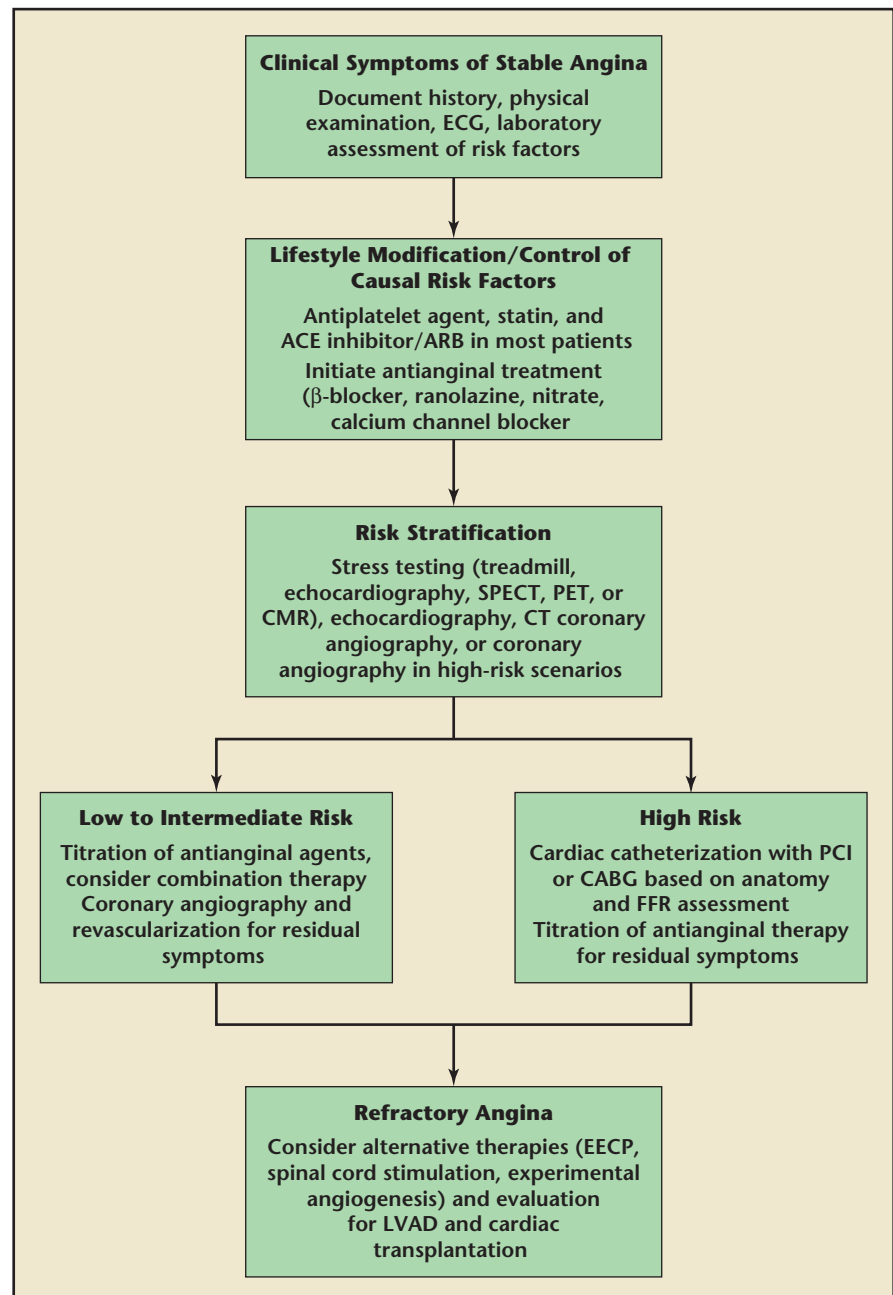 Clinical Symptoms of Stable Angina
Document history, physical
examination, ECG, laboratory
assessment of risk factors
Lifestyle Modification/Control of
Causal Risk Factors
Antiplatelet agent, statin, and
ACE inhibitor/ARB in most patients
Initiate antianginal treatment
(β-blocker, ranolazine, nitrate,
calcium channel blocker
Risk Stratification
Stress testing (treadmill,
echocardiography, SPECT, PET, or
CMR), echocardiography, CT coronary
angiography, or coronary
angiography in high-risk scenarios
Low to Intermediate Risk
Titration of antianginal agents,
consider combination therapy
Coronary angiography and
revascularization for residual
symptoms
High Risk
Cardiac catheterization with PCI
or CABG based on anatomy
and FFR assessment
Titration of antianginal therapy
for residual symptoms
Refractory Angina
Consider alternative therapies (EECP,
spinal cord stimulation, experimental
angiogenesis) and evaluation
for LVAD and cardiac
transplantation